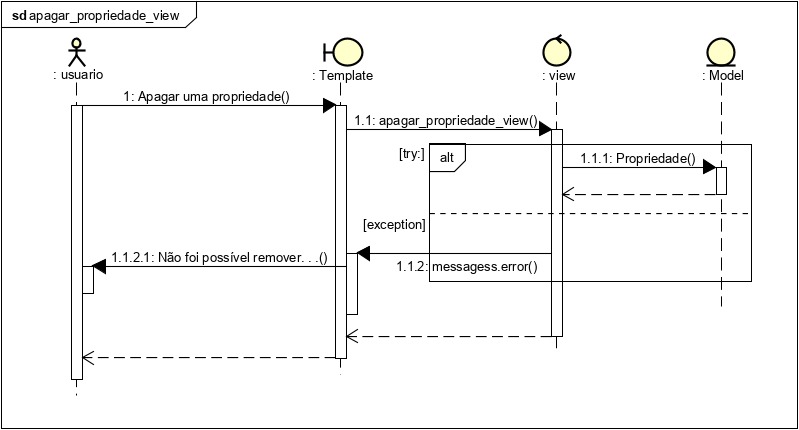 sd apagar_propriedade_view
: usuario
: Template
: view
: Model
1: Apagar uma propriedade()
1.1: apagar_propriedade_view()
[try:]
alt
1.1.1: Propriedade()
[exception]
1.1.2.1: Não foi possível remover. . .()
1.1.2: messagess.error()